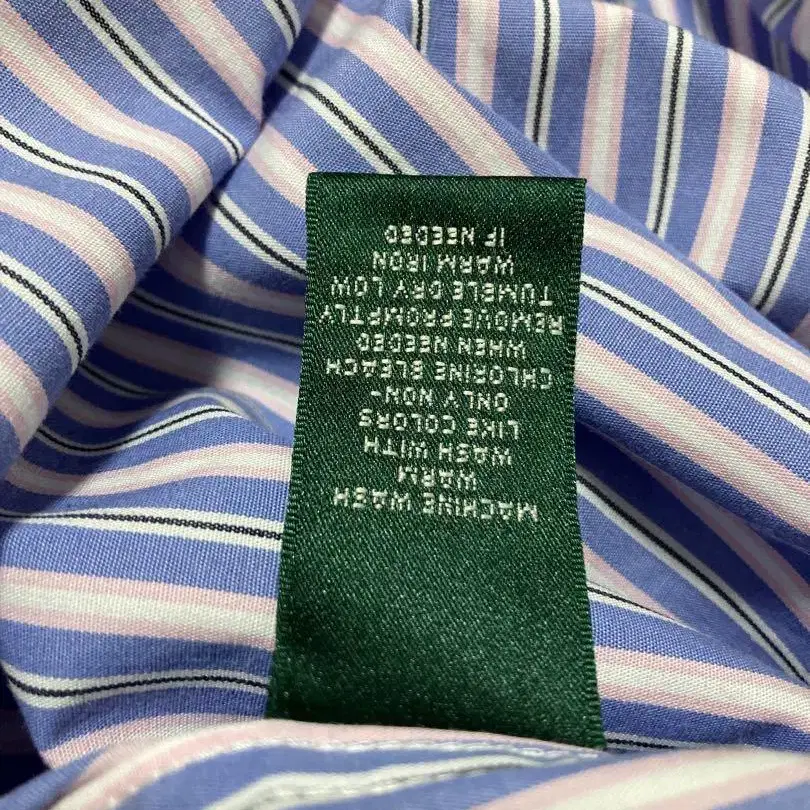 MACHINE WASH
WARM
WASH WITH
LIKE COLORS
ONLY NON-
CHLORINE BLEACH
WHEN NEEDED
REMOVE PROMPTLY
TUMBLE DRY LOW
WARM IRON
IF NEEDED